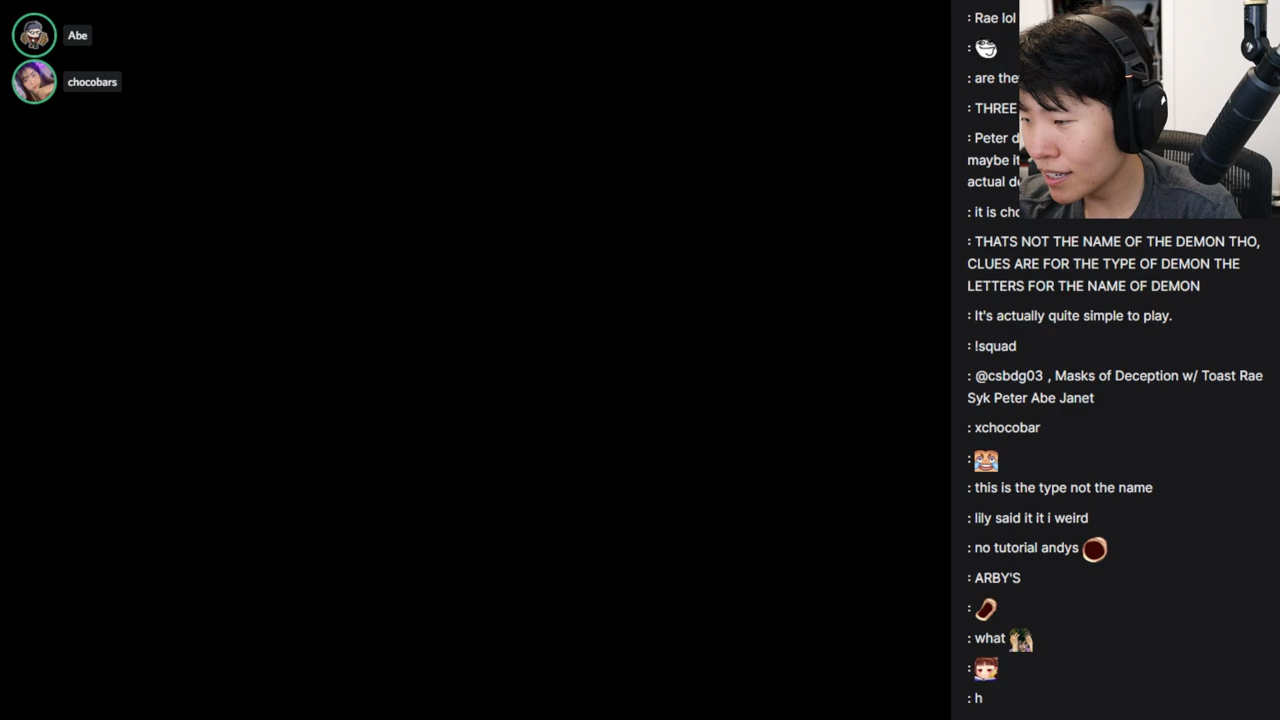 Abe
chocobars
: Rae lol
:
: are they
: THREE
: Peter d
maybe it
actual d
: it is cho
: THATS NOT THE NAME OF THE DEMON THO,
CLUES ARE FOR THE TYPE OF DEMON THE
LETTERS FOR THE NAME OF DEMON
: It's actually quite simple to play.
: !squad
: @csbdg03 , Masks of Deception w/ Toast Rae
Syk Peter Abe Janet
: xchocobar
:
: this is the type not the name
: lily said it it i weird
: no tutorial andys
: ARBY'S
:
: what
:
: h